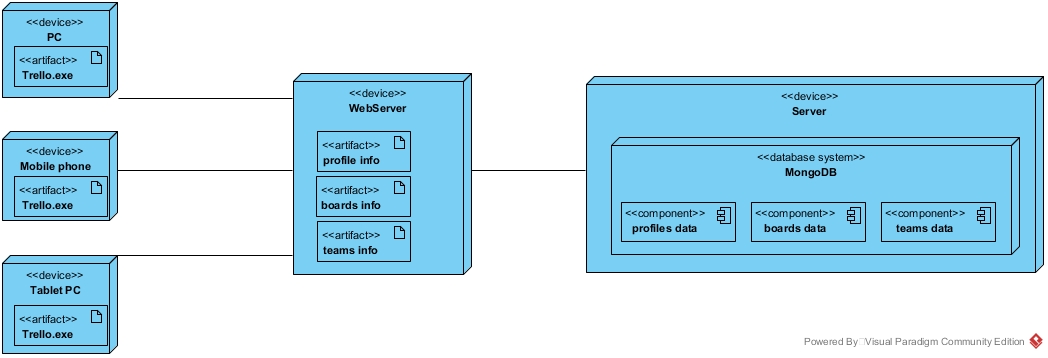 <<device>>
PC
<<artifact>>
Trello.exe
<<device>>
Mobile phone
<<artifact>>
Trello.exe
<<device>>
Tablet PC
<<artifact>>
Trello.exe
<<device>>
WebServer
<<artifact>>
profile info
<<artifact>>
boards info
<<artifact>>
teams info
<<device>>
Server
<<database system>>
MongoDB
<<component>>
profiles data
<<component>>
boards data
<<component>>
teams data
Powered By Visual Paradigm Community Edition